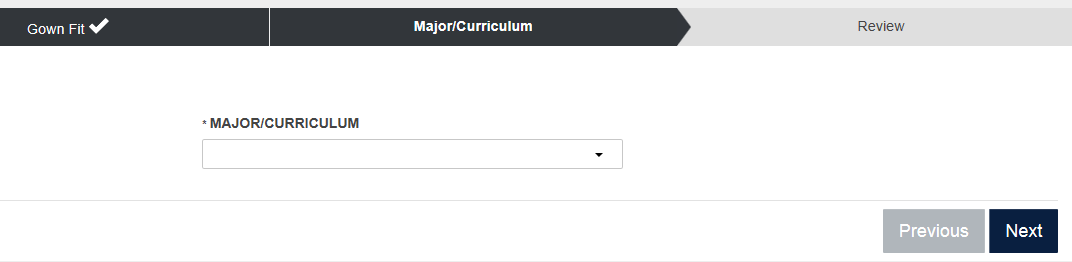 Gown Fit
Major/Curriculum
Review
* MAJOR/CURRICULUM
Previous
Next